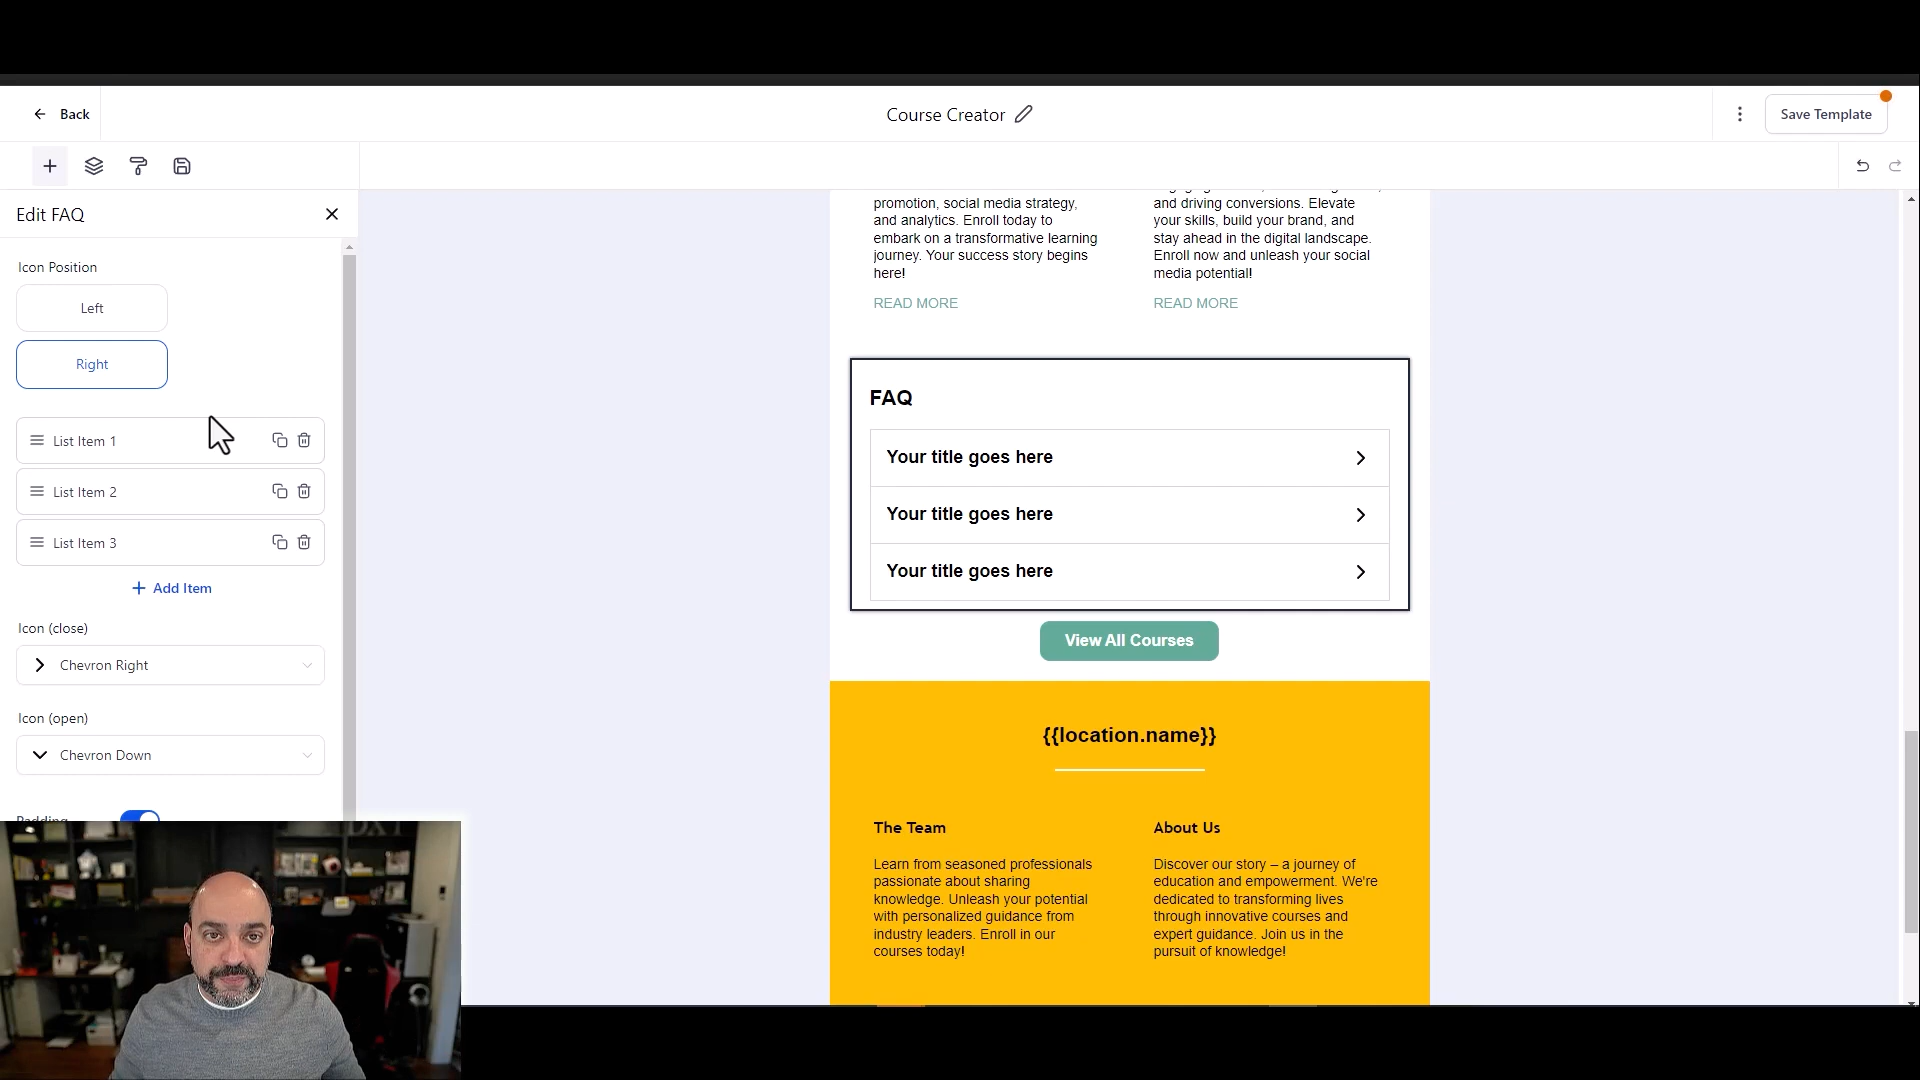 Back
Course Creator
Save Template
Edit FAQ
Icon Position
Left
Right
List Item 1
List Item 2
List Item 3
Add Item
Icon (close)
Chevron Right
Icon (open)
Chevron Down
Padding
promotion, social media strategy,
and analytics. Enroll today to
embark on a transformative learning
journey. Your success story begins
here!
READ MORE
and driving conversions. Elevate
your skills, build your brand, and
stay ahead in the digital landscape.
Enroll now and unleash your social
media potential!
READ MORE
FAQ
Your title goes here
Your title goes here
Your title goes here
View All Courses
{{location.name}}
The Team
Learn from seasoned professionals
passionate about sharing
knowledge. Unleash your potential
with personalized guidance from
industry leaders. Enroll in our
courses today!
About Us
Discover our story – a journey of
education and empowerment. We're
dedicated to transforming lives
through innovative courses and
expert guidance. Join us in the
pursuit of knowledge!